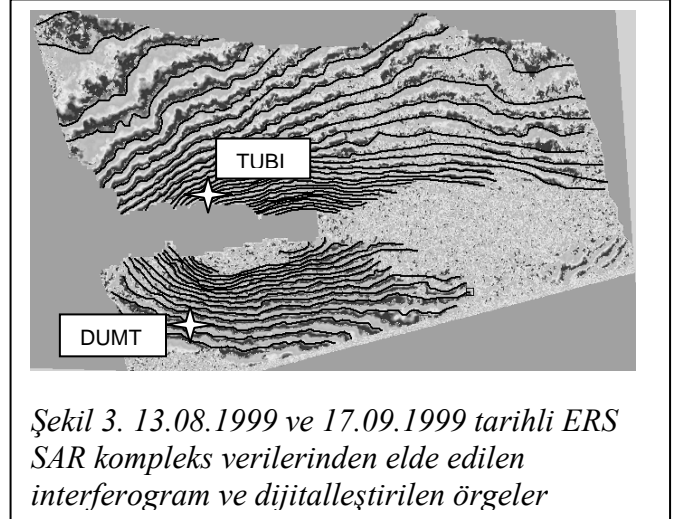 TUBI
DUMT
Şekil 3. 13.08.1999 ve 17.09.1999 tarihli ERS
SAR kompleks verilerinden elde edilen
interferogram ve dijitalleştirilen örgeler